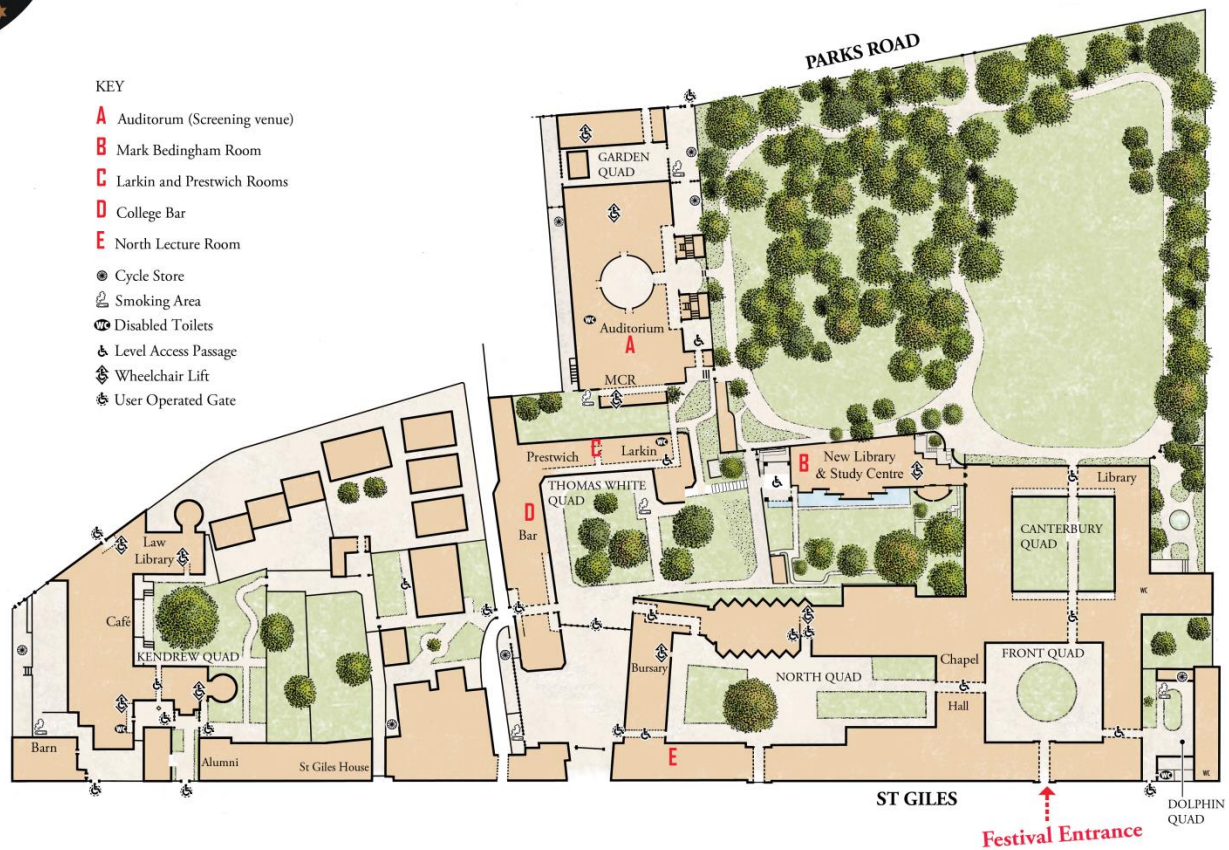 KEY
A Auditorum (Screening venue)
B Mark Bedingham Room
C Larkin and Prestwich Rooms
D College Bar
E North Lecture Room
Cycle Store
Smoking Area
WC Disabled Toilets
Level Access Passage
Wheelchair Lift
User Operated Gate
PARKS ROAD
GARDEN
QUAD
WC
Auditorium
A
MCR
Prestwich
C
Larkin
WC
THOMAS WHITE
QUAD
D
Bar
B
New Library
& Study Centre
Library
CANTERBURY
QUAD
WC
Law
Library
Café
KENDREW QUAD
WC
Barn
Alumni
St Giles House
Bursary
NORTH QUAD
Chapel
Hall
FRONT QUAD
E
WC
WC
ST GILES
DOLPHIN
QUAD
Festival Entrance